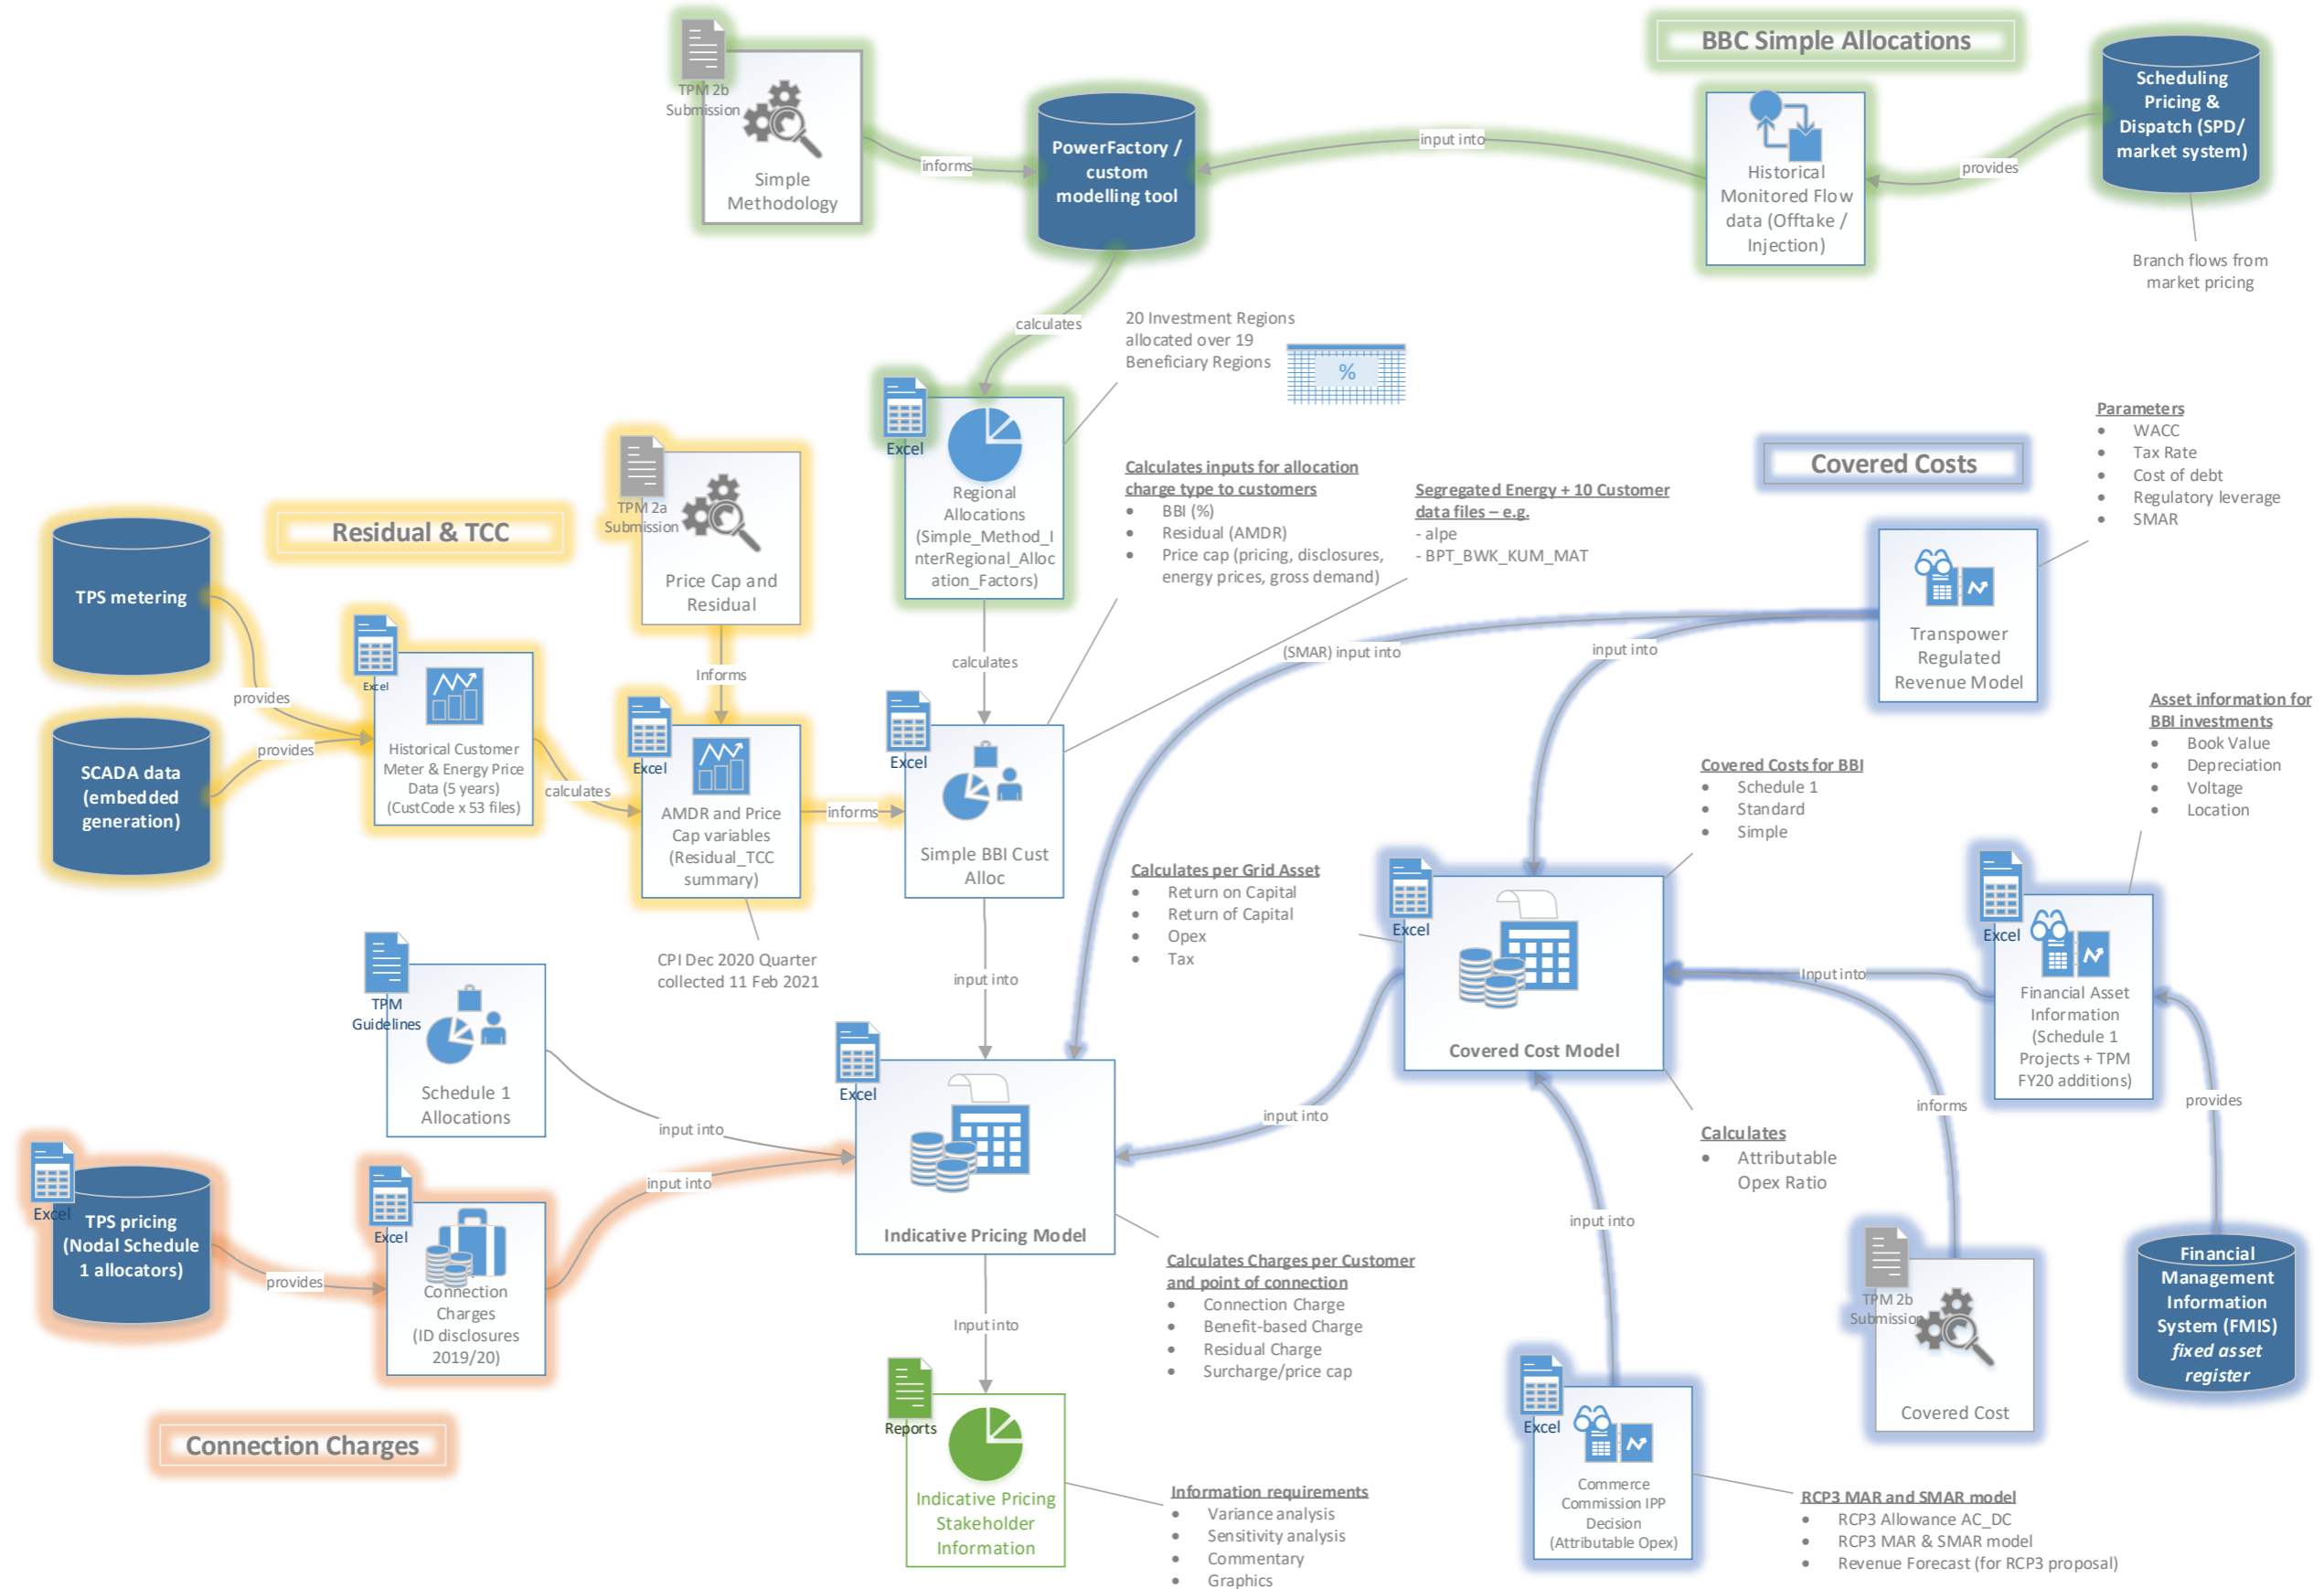 BBC Simple Allocations
TPM 2b
Submission
Simple
Methodology
informs
PowerFactory /
custom
modelling tool
input into
Historical
Monitored Flow
data (Offtake /
Injection)
provides
Scheduling
Pricing &
Dispatch (SPD/
market system)
Branch flows from
market pricing
calculates
20 Investment Regions
allocated over 19
Beneficiary Regions
%
Excel
Regional
Allocations
(Simple_Method_I
nterRegional_Alloc
ation_Factors)
Residual & TCC
TPS metering
provides
SCADA data
(embedded
generation)
provides
Excel
Historical Customer
Meter & Energy Price
Data (5 years)
(CustCode x 53 files)
calculates
TPM 2a
Submission
Price Cap and
Residual
Informs
Excel
AMDR and Price
Cap variables
(Residual_TCC
summary)
CPI Dec 2020 Quarter
collected 11 Feb 2021
informs
calculates
Excel
Simple BBI Cust
Alloc
Calculates inputs for allocation
charge type to customers
• BBI (%)
• Residual (AMDR)
• Price cap (pricing, disclosures,
energy prices, gross demand)
Segregated Energy + 10 Customer
data files – e.g.
- alpe
- BPT_BWK_KUM_MAT
Covered Costs
Parameters
• WACC
• Tax Rate
• Cost of debt
• Regulatory leverage
• SMAR
Transpower
Regulated
Revenue Model
(SMAR) input into
input into
Asset information for
BBI investments
• Book Value
• Depreciation
• Voltage
• Location
Covered Costs for BBI
• Schedule 1
• Standard
• Simple
Calculates per Grid Asset
• Return on Capital
• Return of Capital
• Opex
• Tax
Excel
Covered Cost Model
Input into
Excel
Financial Asset
Information
(Schedule 1
Projects + TPM
FY20 additions)
provides
informs
Calculates
• Attributable
Opex Ratio
input into
input into
TPM
Guidelines
Schedule 1
Allocations
input into
input into
Excel
Indicative Pricing Model
Excel
TPS pricing
(Nodal Schedule
1 allocators)
provides
Excel
Connection
Charges
(ID disclosures
2019/20)
input into
Connection Charges
Calculates Charges per Customer
and point of connection
• Connection Charge
• Benefit-based Charge
• Residual Charge
• Surcharge/price cap
Input into
Reports
Indicative Pricing
Stakeholder
Information
Information requirements
• Variance analysis
• Sensitivity analysis
• Commentary
• Graphics
Excel
Commerce
Commission IPP
Decision
(Attributable Opex)
RCP3 MAR and SMAR model
• RCP3 Allowance AC_DC
• RCP3 MAR & SMAR model
• Revenue Forecast (for RCP3 proposal)
TPM 2b
Submission
Covered Cost
Financial
Management
Information
System (FMIS)
fixed asset
register